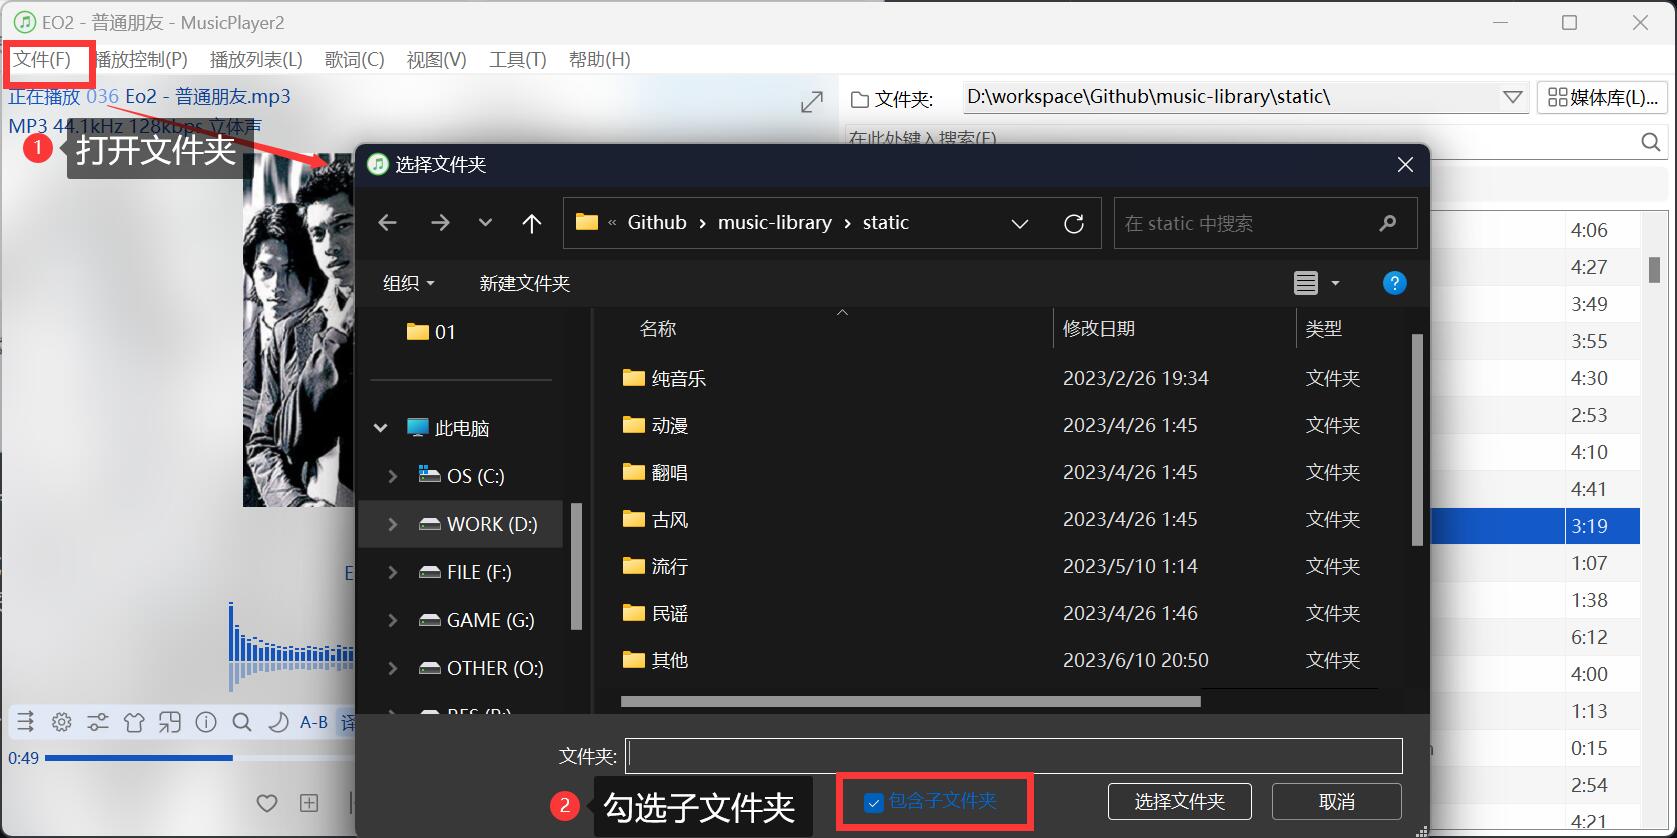 EO2 - 普通朋友 - MusicPlayer2
文件(F) 播放控制(P) 播放列表(L) 歌词(C) 视图(V) 工具(T) 帮助(H)
正在播放 036 Eo2 - 普通朋友.mp3
MP3 44.1kHz 128kbps 立体声
1 打开文件夹
文件夹:
D:\workspace\Github\music-library\static\
媒体库(L)...
在此处键入搜索(F)
选择文件夹
« Github › music-library › static
在 static 中搜索
组织 新建文件夹
?
01
此电脑
OS (C:)
WORK (D:)
FILE (F:)
GAME (G:)
OTHER (O:)
名称 修改日期 类型
纯音乐 2023/2/26 19:34 文件夹
动漫 2023/4/26 1:45 文件夹
翻唱 2023/4/26 1:45 文件夹
古风 2023/4/26 1:45 文件夹
流行 2023/5/10 1:14 文件夹
民谣 2023/4/26 1:46 文件夹
其他 2023/6/10 20:50 文件夹
文件夹:
2 勾选子文件夹
包含子文件夹
选择文件夹
取消
4:06
4:27
3:49
3:55
4:30
2:53
4:10
4:41
3:19
1:07
1:38
6:12
4:00
1:13
0:15
2:54
4:21
E
A-B 译
0:49